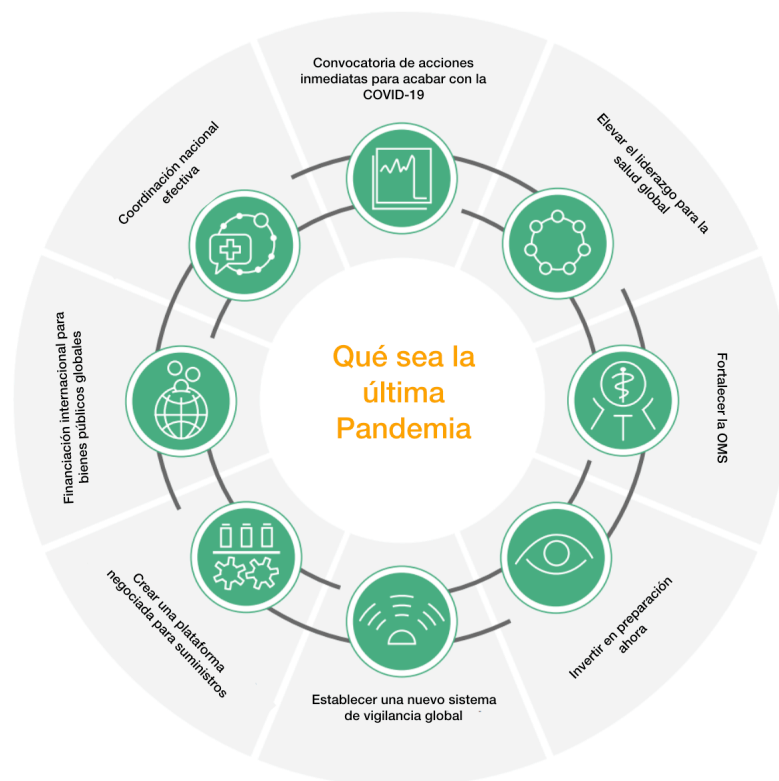 Convocatoria de acciones
inmediatas para acabar con la
COVID-19
Elevar el liderazgo para la
salud global
Fortalecer la OMS
Invertir en preparación
ahora
Establecer una nuevo sistema
de vigilancia global
Crear una plataforma
negociada para suministros
Financiación internacional para
bienes públicos globales
Coordinación nacional
efectiva
Qué sea la
última
Pandemia